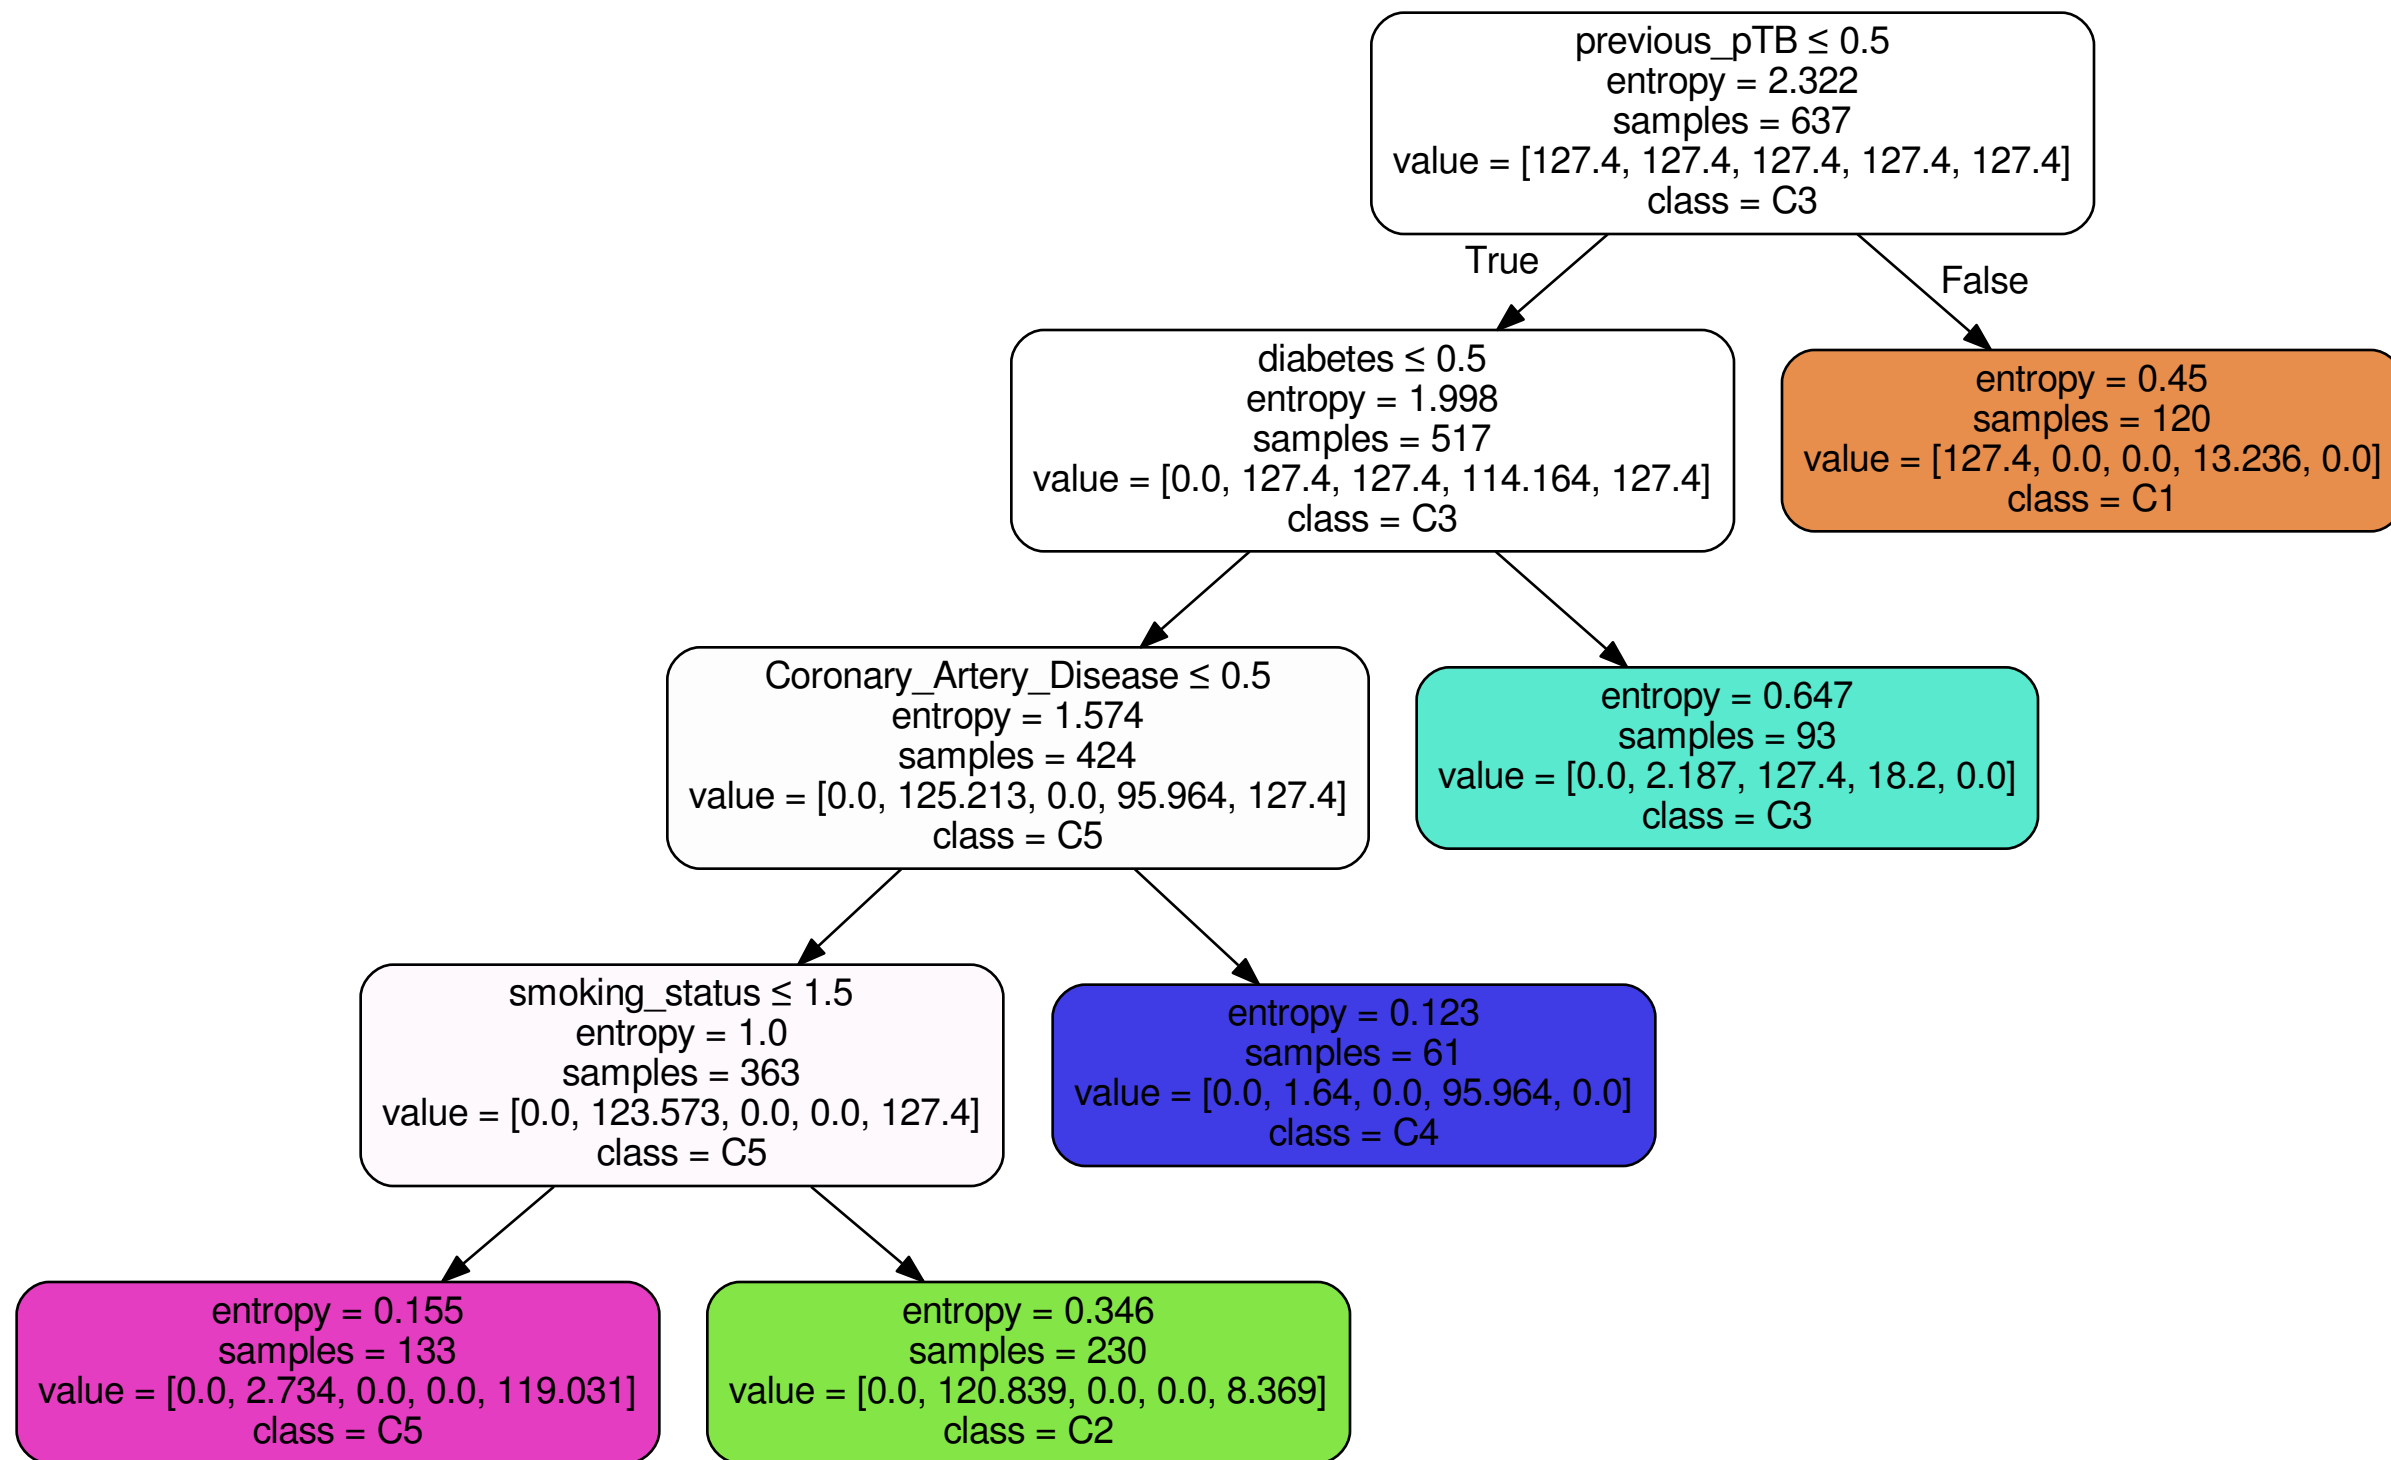 previous_pTB ≤ 0.5
entropy = 2.322
samples = 637
value = [127.4, 127.4, 127.4, 127.4, 127.4]
class = C3
True
False
diabetes ≤ 0.5
entropy = 1.998
samples = 517
value = [0.0, 127.4, 127.4, 114.164, 127.4]
class = C3
entropy = 0.45
samples = 120
value = [127.4, 0.0, 0.0, 13.236, 0.0]
class = C1
Coronary_Artery_Disease ≤ 0.5
entropy = 1.574
samples = 424
value = [0.0, 125.213, 0.0, 95.964, 127.4]
class = C5
entropy = 0.647
samples = 93
value = [0.0, 2.187, 127.4, 18.2, 0.0]
class = C3
smoking_status ≤ 1.5
entropy = 1.0
samples = 363
value = [0.0, 123.573, 0.0, 0.0, 127.4]
class = C5
entropy = 0.123
samples = 61
value = [0.0, 1.64, 0.0, 95.964, 0.0]
class = C4
entropy = 0.155
samples = 133
value = [0.0, 2.734, 0.0, 0.0, 119.031]
class = C5
entropy = 0.346
samples = 230
value = [0.0, 120.839, 0.0, 0.0, 8.369]
class = C2